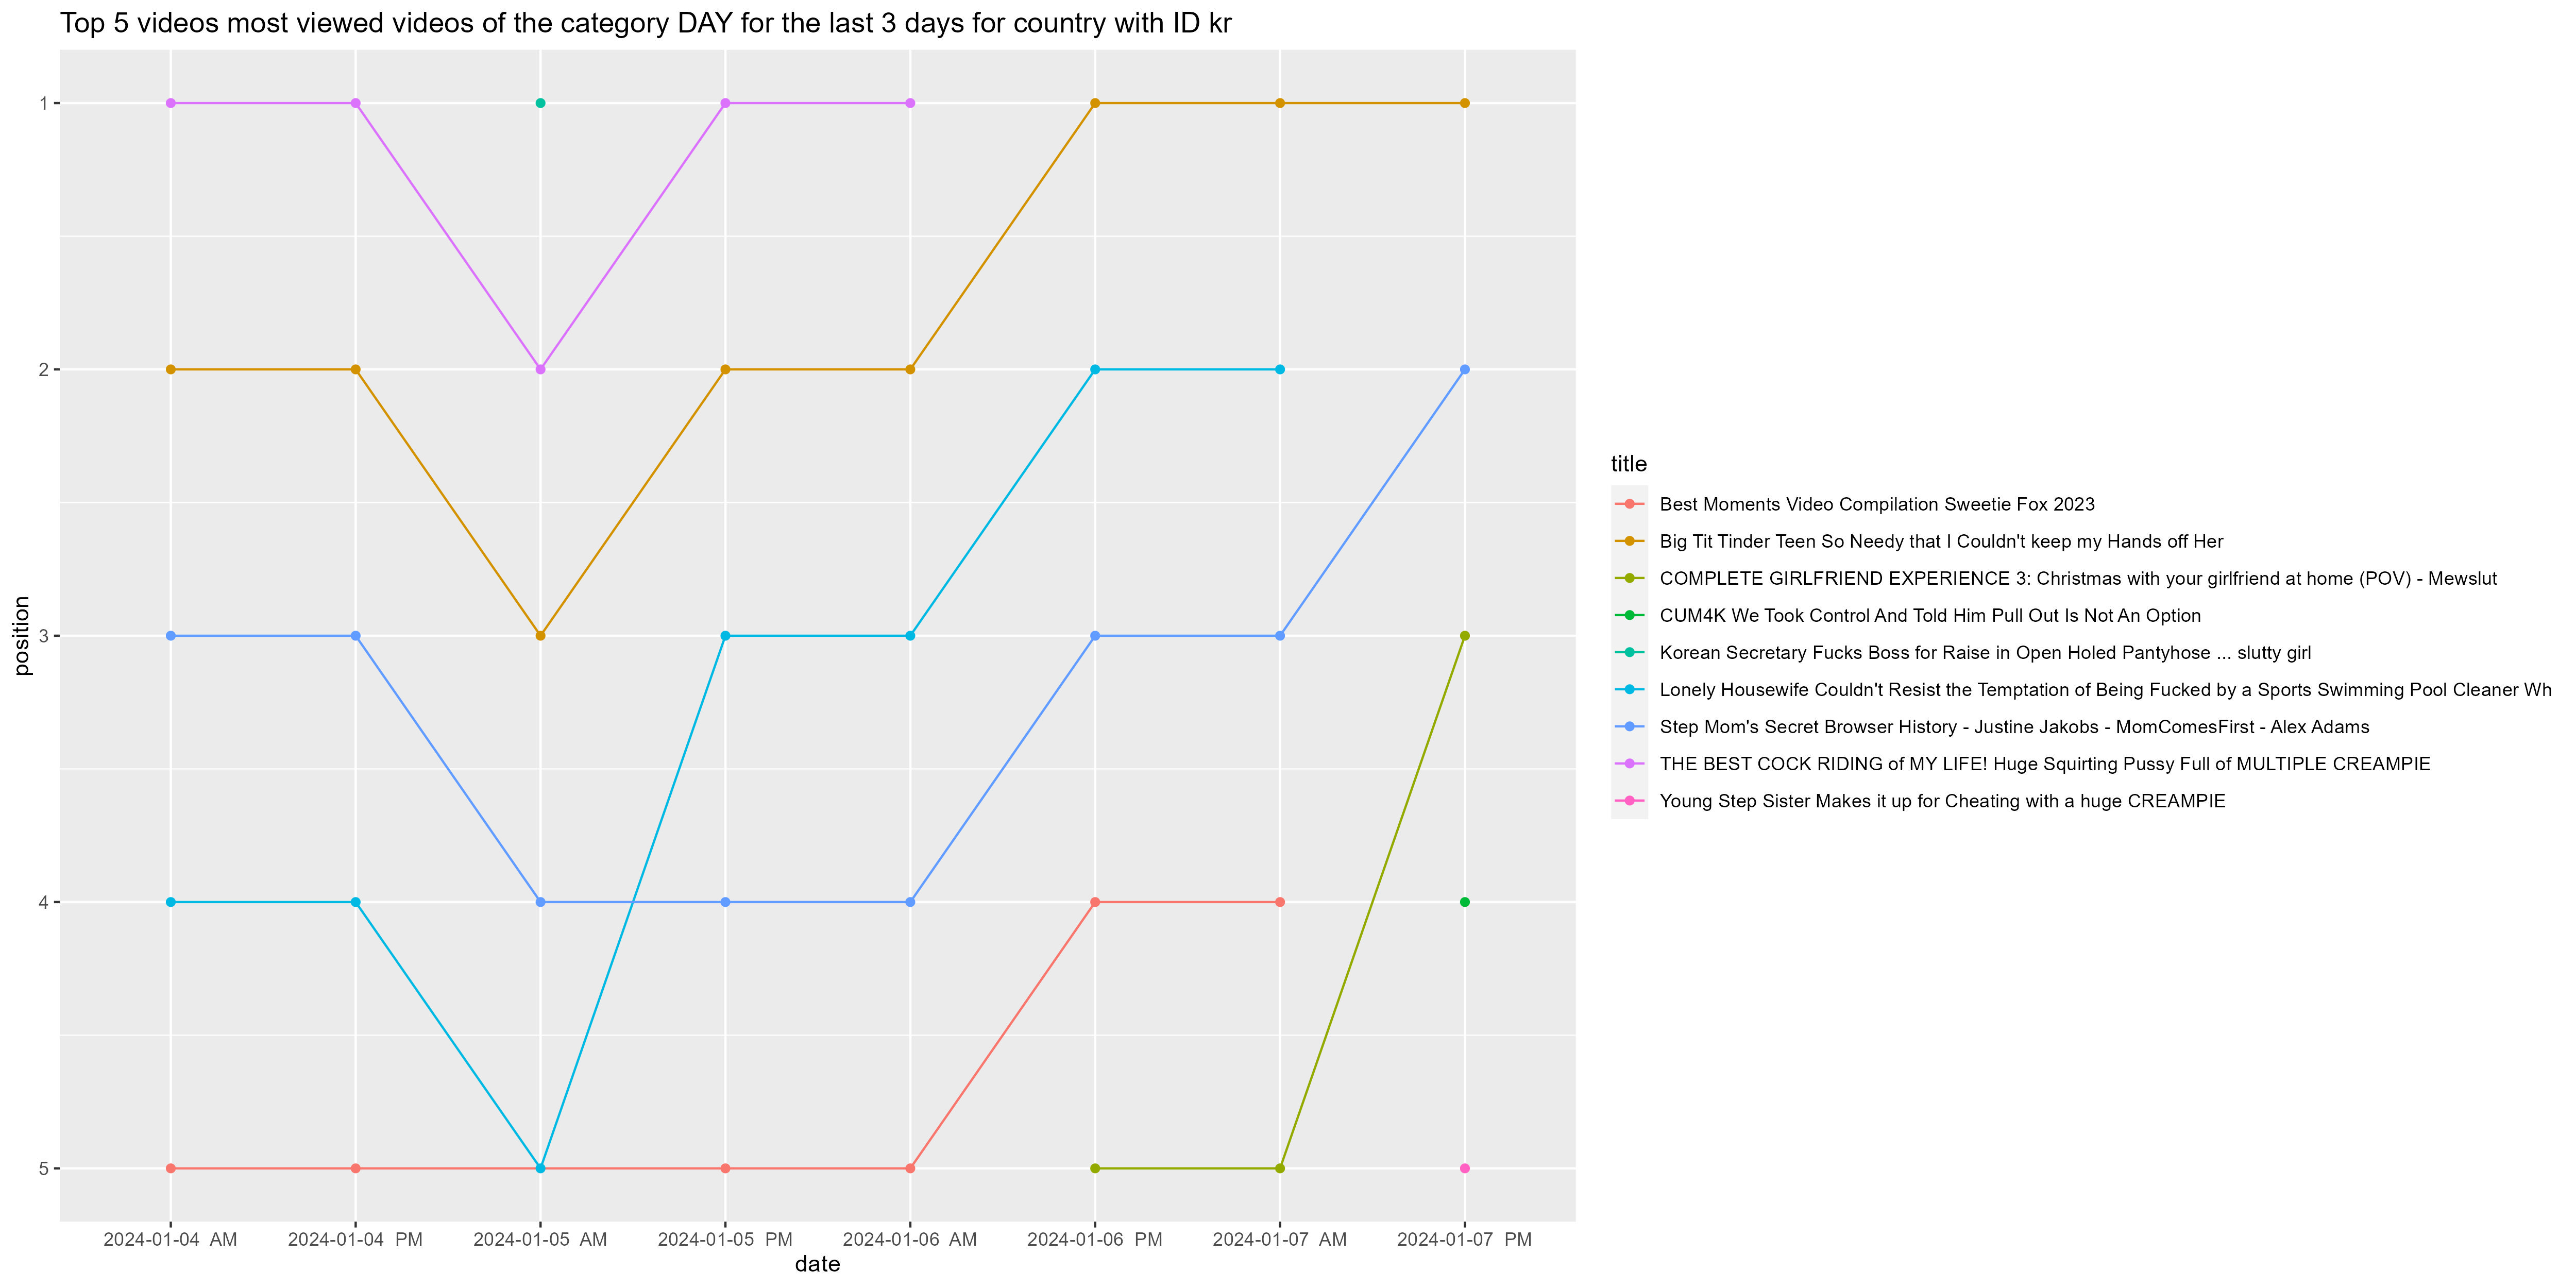 Top 5 videos most viewed videos of the category DAY for the last 3 days for country with ID kr
position
1
2
3
4
5
2024-01-04 AM
2024-01-04 PM
2024-01-05 AM
2024-01-05 PM
2024-01-06 AM
2024-01-06 PM
2024-01-07 AM
2024-01-07 PM
date
title
Best Moments Video Compilation Sweetie Fox 2023
Big Tit Tinder Teen So Needy that I Couldn't keep my Hands off Her
COMPLETE GIRLFRIEND EXPERIENCE 3: Christmas with your girlfriend at home (POV) - Mewslut
CUM4K We Took Control And Told Him Pull Out Is Not An Option
Korean Secretary Fucks Boss for Raise in Open Holed Pantyhose ... slutty girl
Lonely Housewife Couldn't Resist the Temptation of Being Fucked by a Sports Swimming Pool Cleaner Wh
Step Mom's Secret Browser History - Justine Jakobs - MomComesFirst - Alex Adams
THE BEST COCK RIDING of MY LIFE! Huge Squirting Pussy Full of MULTIPLE CREAMPIE
Young Step Sister Makes it up for Cheating with a huge CREAMPIE